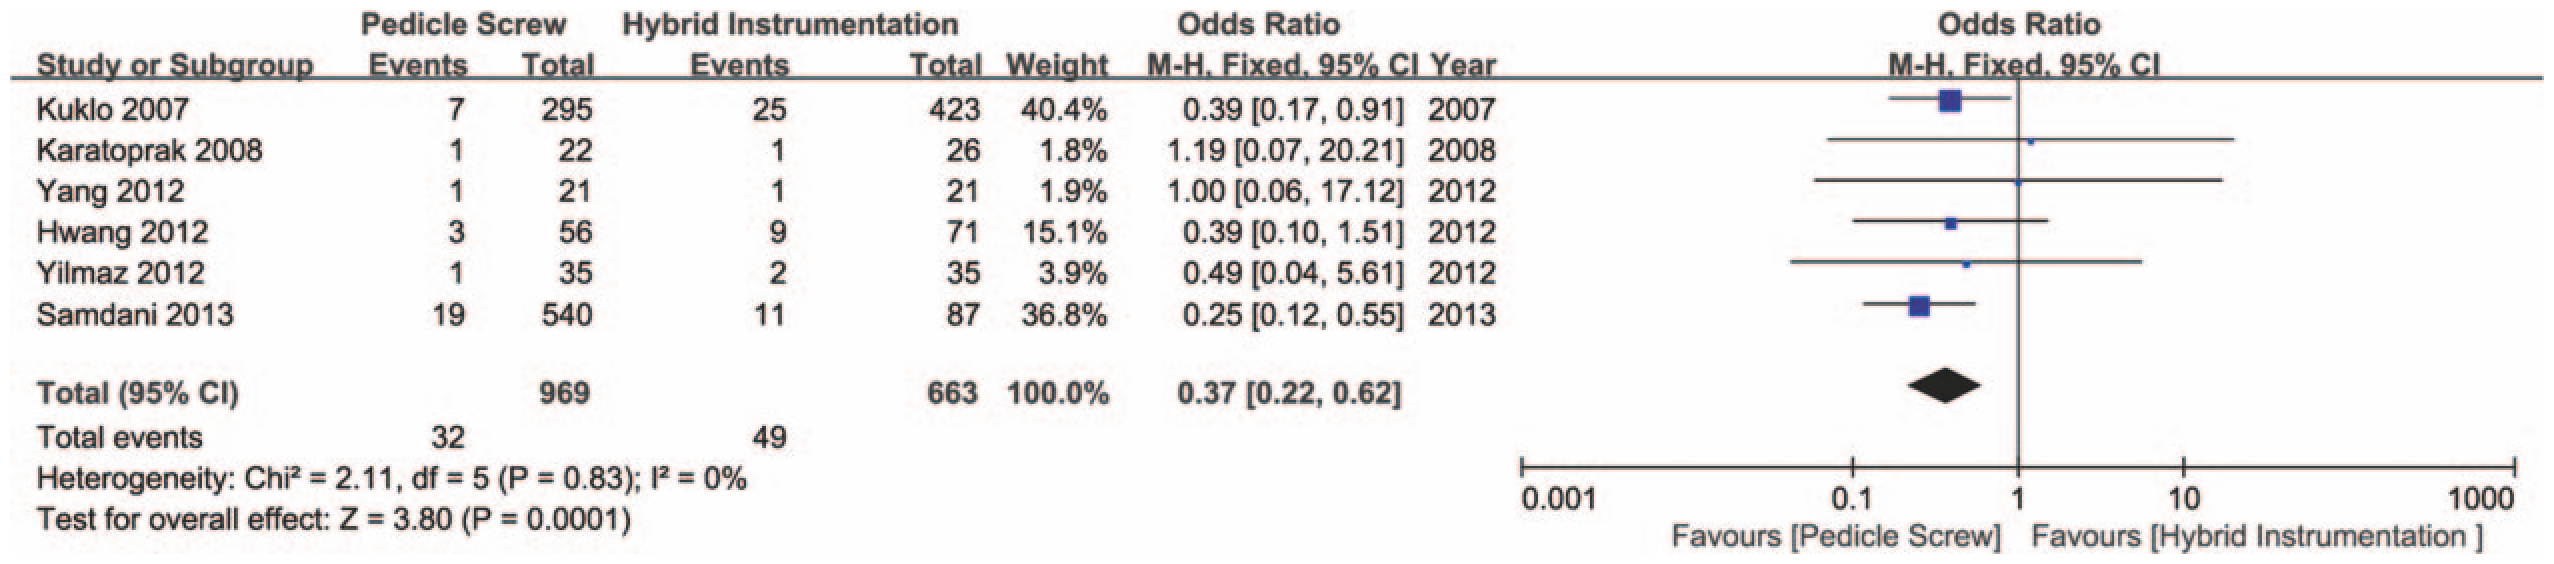 Pedicle Screw Hybrid Instrumentation Odds Ratio Odds Ratio
Study or Subgroup Events Total Events Total Weight M-H, Fixed, 95% CI Year M-H, Fixed, 95% CI
Kuklo 2007 7 295 25 423 40.4% 0.39 [0.17, 0.91] 2007
Karatoprak 2008 1 22 1 26 1.8% 1.19 [0.07, 20.21] 2008
Yang 2012 1 21 1 21 1.9% 1.00 [0.06, 17.12] 2012
Hwang 2012 3 56 9 71 15.1% 0.39 [0.10, 1.51] 2012
Yilmaz 2012 1 35 2 35 3.9% 0.49 [0.04, 5.61] 2012
Samdani 2013 19 540 11 87 36.8% 0.25 [0.12, 0.55] 2013
Total (95% CI) 969 663 100.0% 0.37 [0.22, 0.62]
Total events 32 49
Heterogeneity: Chi² = 2.11, df = 5 (P = 0.83); I² = 0%
Test for overall effect: Z = 3.80 (P = 0.0001)
0.001 0.1 1 10 1000
Favours [Pedicle Screw] Favours [Hybrid Instrumentation ]